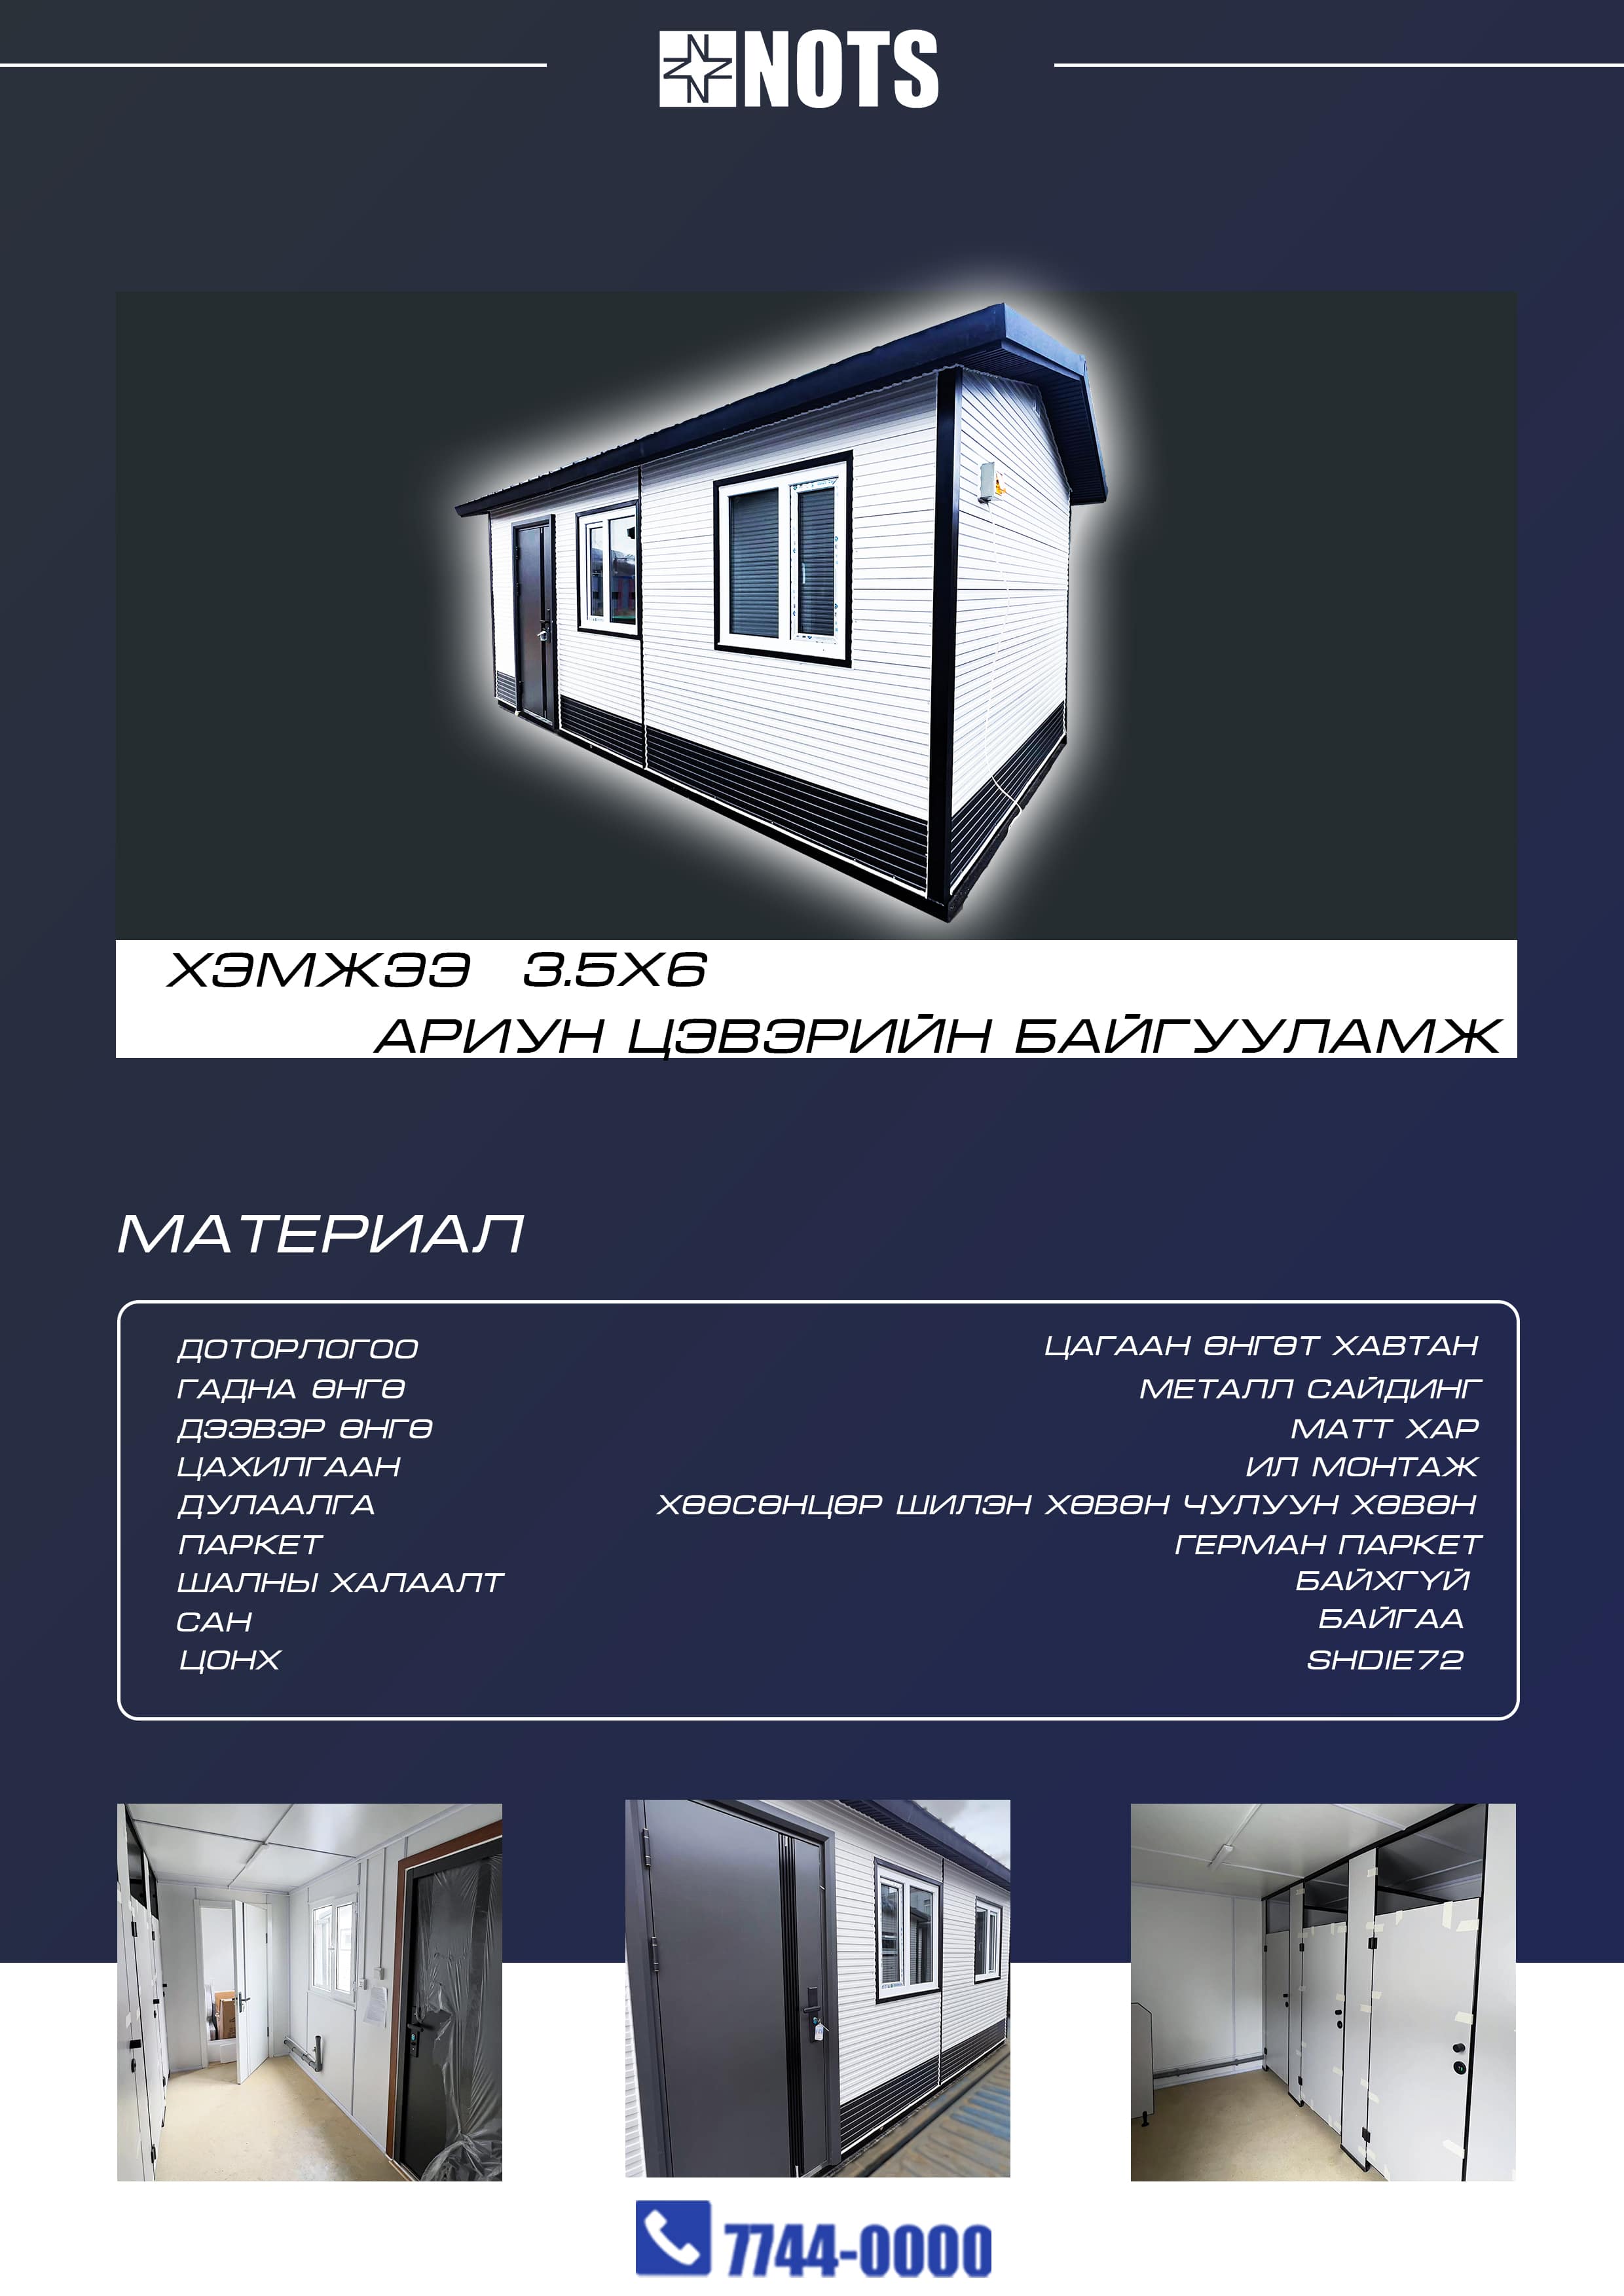 NOTS
ХЭМЖЭЭ 3.5X6
АРИУН ЦЭВЭРИЙН БАЙГУУЛАМЖ
МАТЕРИАЛ
ДОТОРЛОГОО ЦАГААН ӨНГӨТ ХАВТАН
ГАДНА ӨНГӨ МЕТАЛЛ САЙДИНГ
ДЭЭВЭР ӨНГӨ МАТТ ХАР
ЦАХИЛГААН ИЛ МОНТАЖ
ДУЛААЛГА ХӨӨСӨНЦӨР ШИЛЭН ХӨВӨН ЧУЛУУН ХӨВӨН
ПАРКЕТ ГЕРМАН ПАРКЕТ
ШАЛНЫ ХАЛААЛТ БАЙХГҮЙ
САН БАЙГАА
ЦОНХ SHDIE72
7744-0000